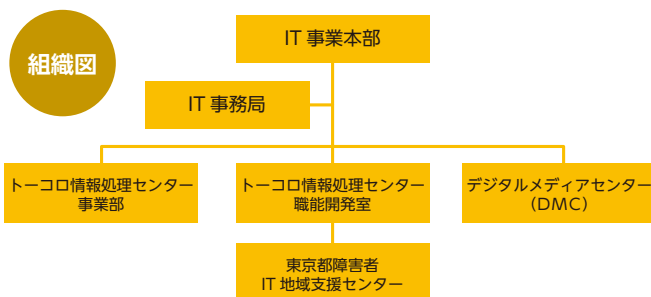 組織図
IT 事業本部
IT 事務局
トーコロ情報処理センター
事業部
トーコロ情報処理センター
職能開発室
デジタルメディアセンター
(DMC)
東京都障害者
IT 地域支援センター